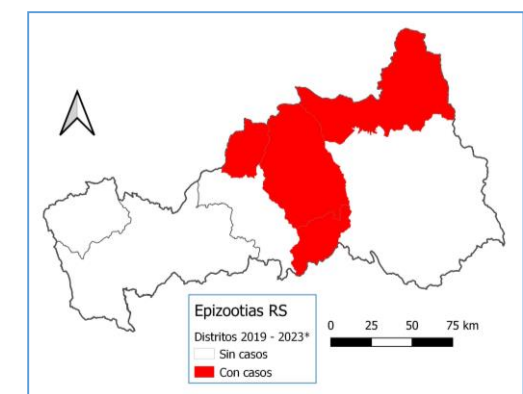 Epizootias RS
Distritos 2019 - 2023*
Sin casos
Con casos
0 25 50 75 km